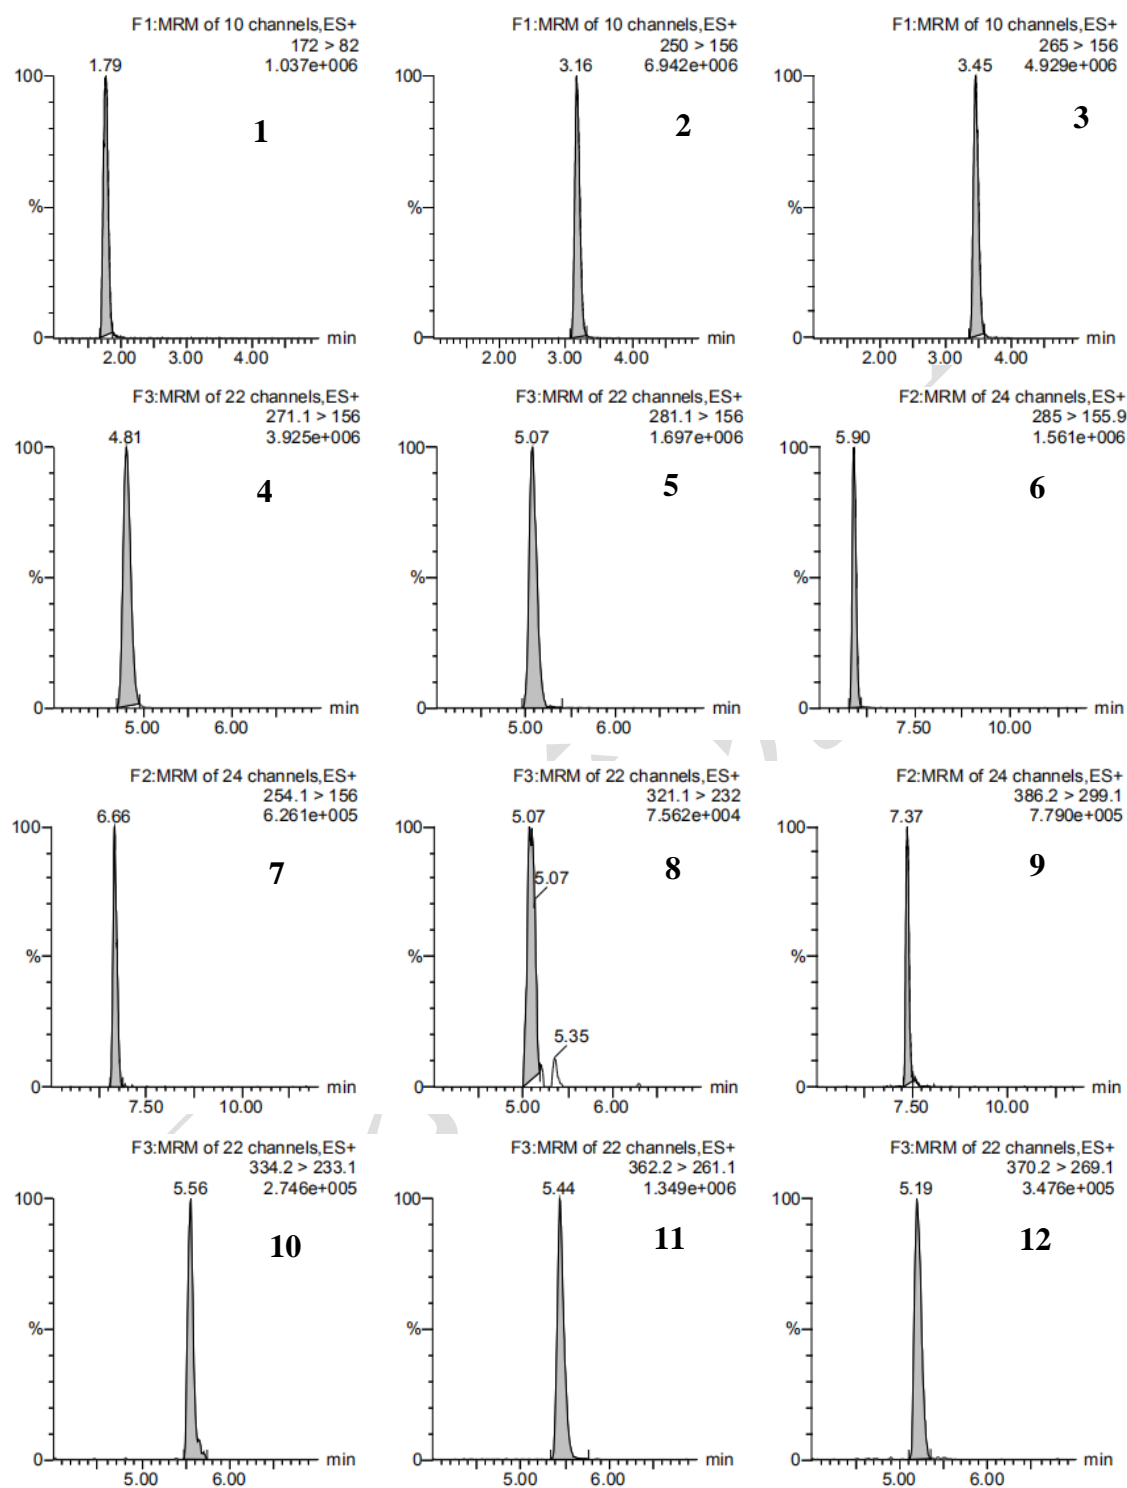 F1:MRM of 10 channels,ES+
172 > 82
1.037e+006
1.79
100
%
0
min
2.00 3.00 4.00
1
F1:MRM of 10 channels,ES+
250 > 156
6.942e+006
3.16
100
%
0
min
2.00 3.00 4.00
2
F1:MRM of 10 channels,ES+
265 > 156
4.929e+006
3.45
100
%
0
min
2.00 3.00 4.00
3
F3:MRM of 22 channels,ES+
271.1 > 156
3.925e+006
4.81
100
%
0
min
5.00 6.00
4
F3:MRM of 22 channels,ES+
281.1 > 156
1.697e+006
5.07
100
%
0
min
5.00 6.00
5
F2:MRM of 24 channels,ES+
285 > 155.9
1.561e+006
5.90
100
%
0
min
7.50 10.00
6
F2:MRM of 24 channels,ES+
254.1 > 156
6.261e+005
6.66
100
%
0
min
7.50 10.00
7
F3:MRM of 22 channels,ES+
321.1 > 232
7.562e+004
5.07
5.07
5.35
100
%
0
min
5.00 6.00
8
F2:MRM of 24 channels,ES+
386.2 > 299.1
7.790e+005
7.37
100
%
0
min
7.50 10.00
9
F3:MRM of 22 channels,ES+
334.2 > 233.1
2.746e+005
5.56
100
%
0
min
5.00 6.00
10
F3:MRM of 22 channels,ES+
362.2 > 261.1
1.349e+006
5.44
100
%
0
min
5.00 6.00
11
F3:MRM of 22 channels,ES+
370.2 > 269.1
3.476e+005
5.19
100
%
0
min
5.00 6.00
12